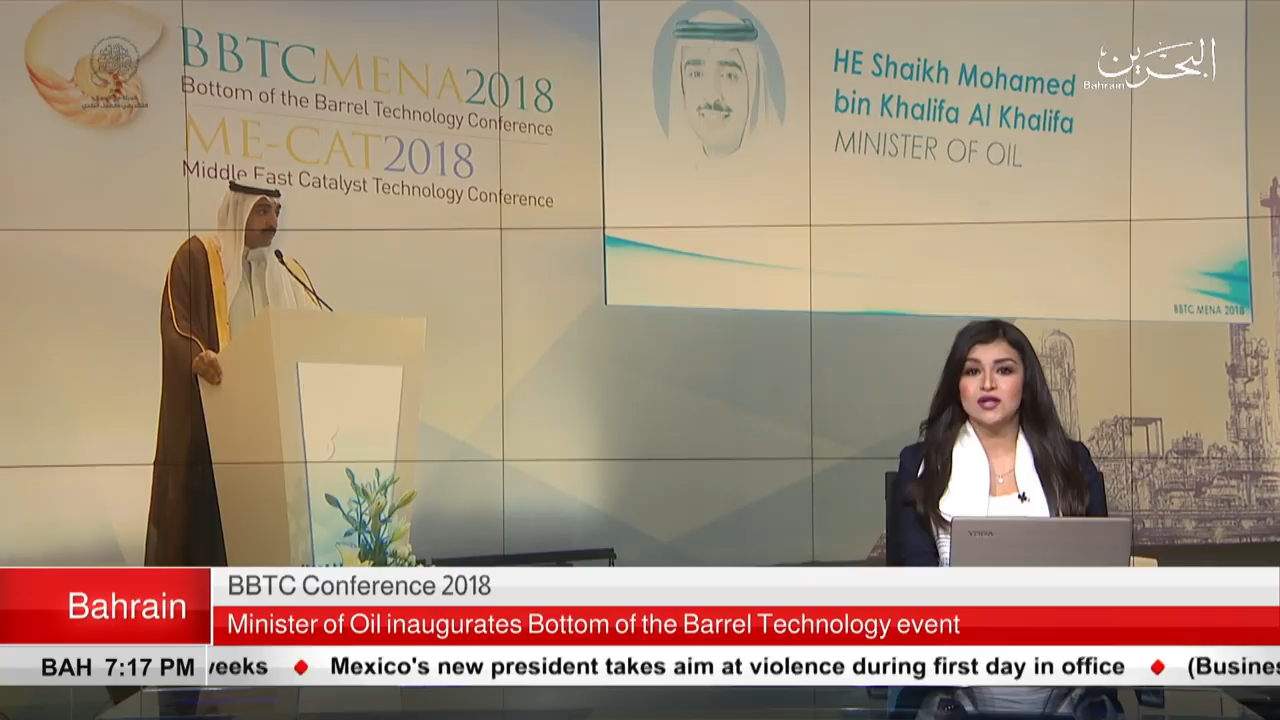 BBTCMENA2018
Bottom of the Barrel Technology Conference
ME-CAT2018
Middle East Catalyst Technology Conference
HE Shaikh Mohamed
bin Khalifa Al Khalifa
MINISTER OF OIL
BBTC MENA 2018
البحرين
Bahrain
YOGA
Bahrain
BBTC Conference 2018
Minister of Oil inaugurates Bottom of the Barrel Technology event
BAH 7:17 PM
weeks ◆ Mexico's new president takes aim at violence during first day in office ◆ (Busines